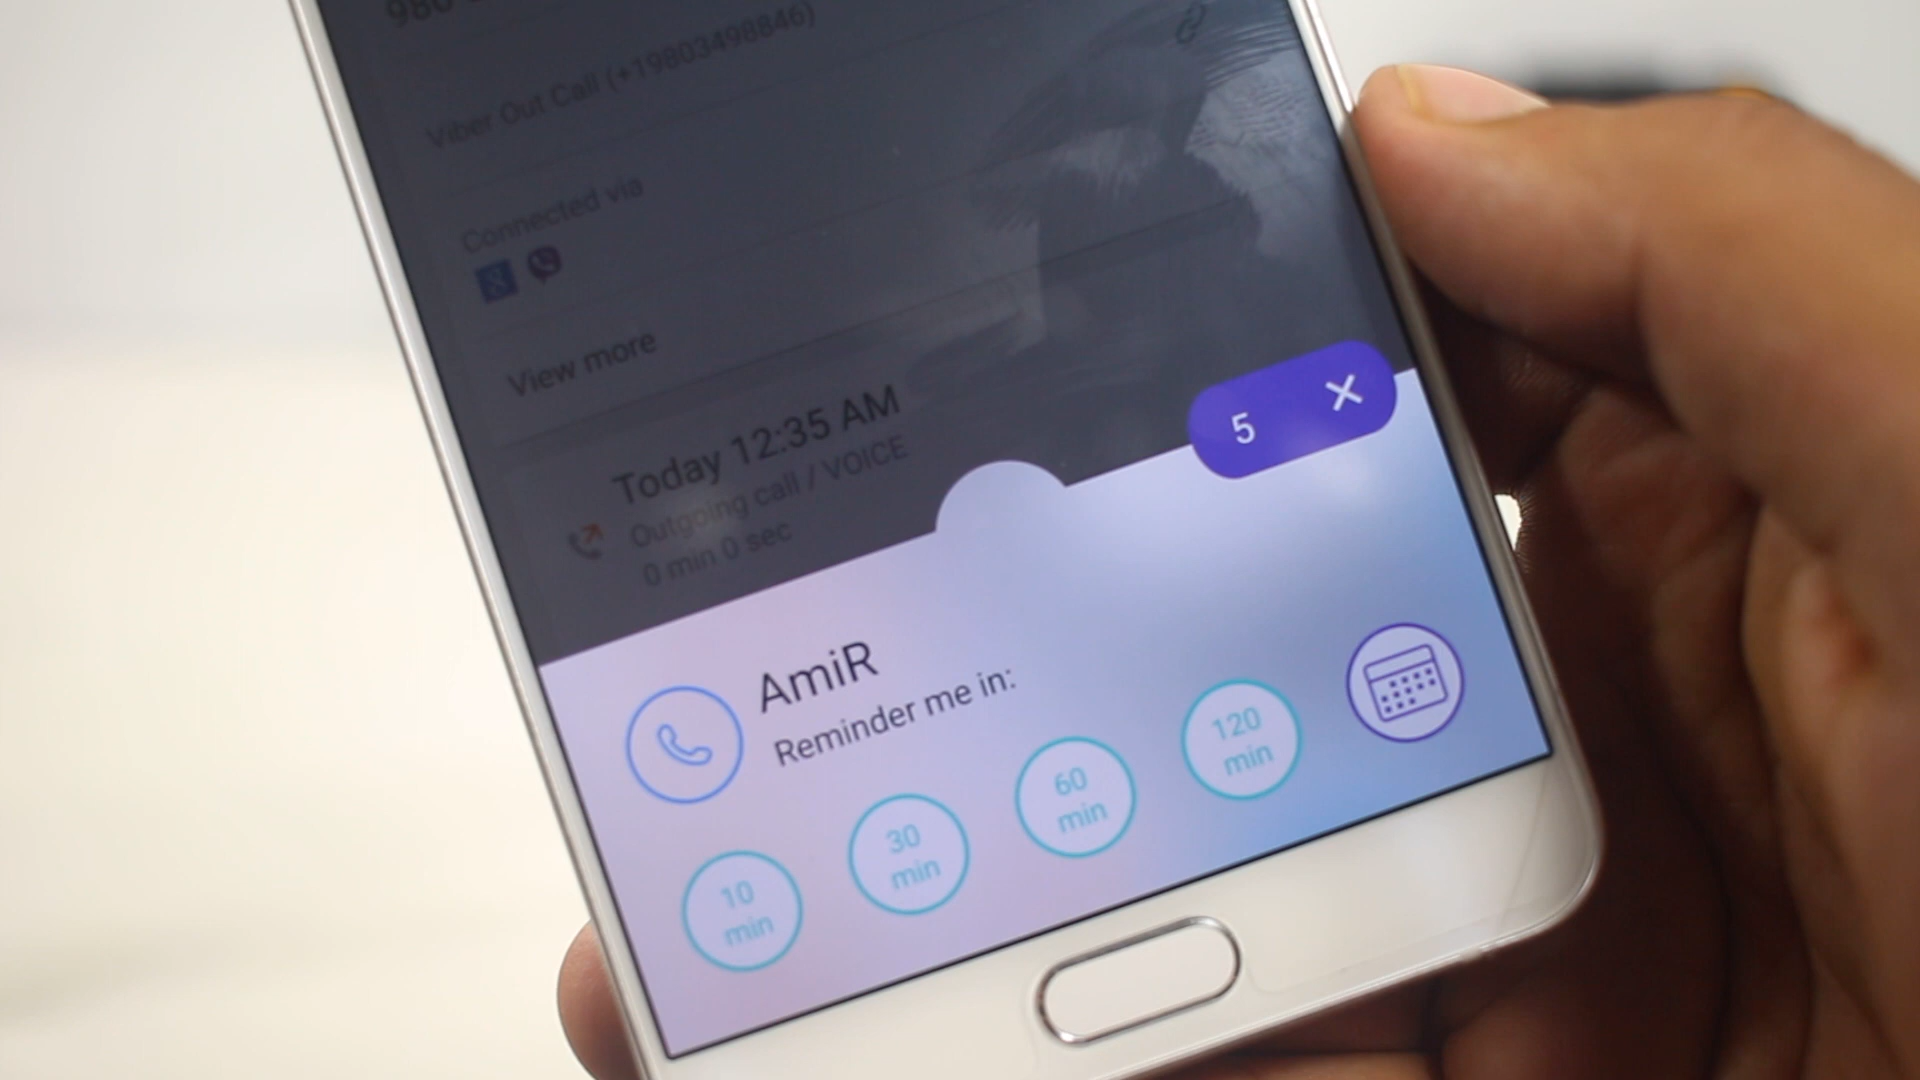 Viber Out Call (+19803498846)
Connected via
View more
Today 12:35 AM
Outgoing call / VOICE
0 min 0 sec
5
AmiR
Reminder me in:
10 min
30 min
60 min
120 min